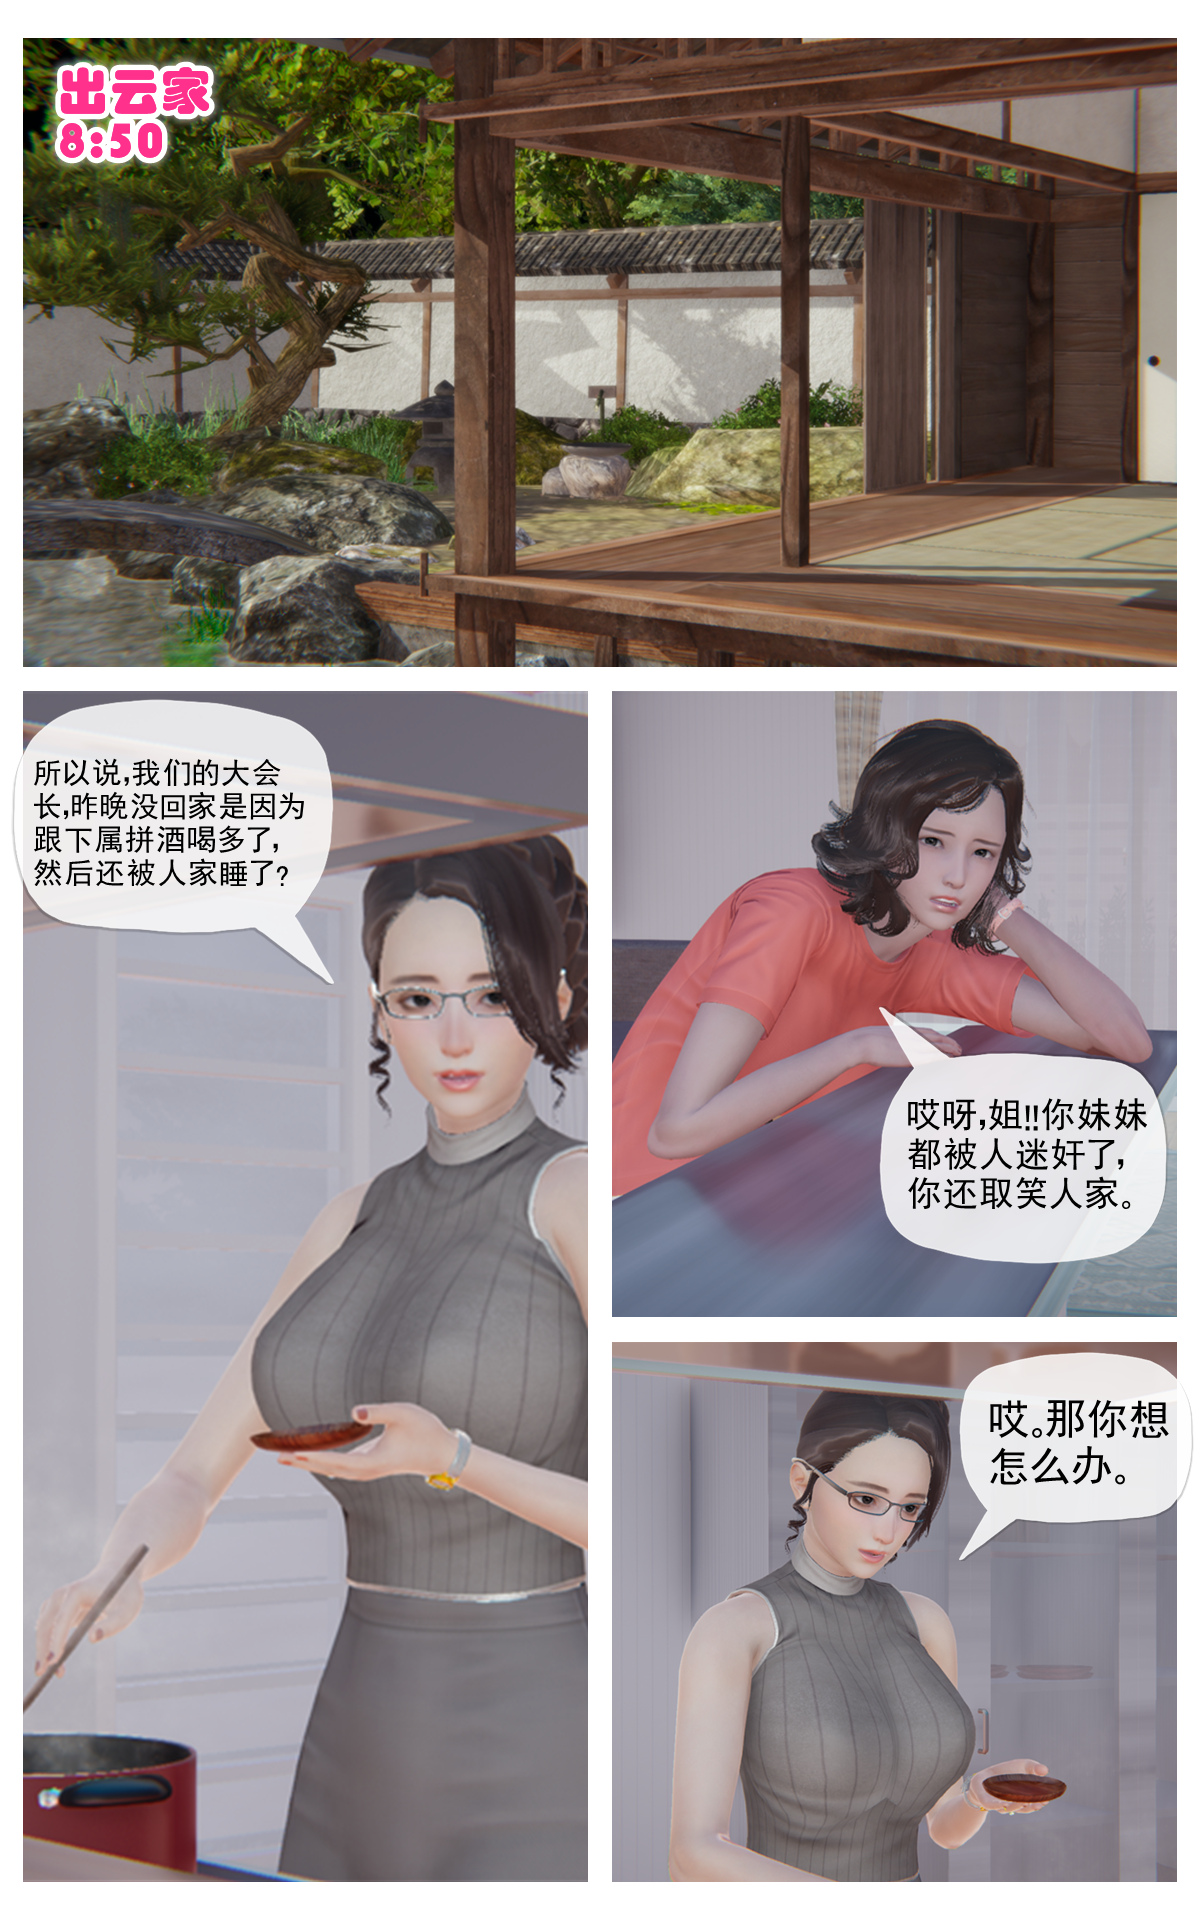 出云家
8:50
所以说,我们的大会
长,昨晚没回家是因为
跟下属拼酒喝多了,
然后还被人家睡了?
哎呀,姐!!你妹妹
都被人迷奸了,
你还取笑人家。
哎。那你想
怎么办。